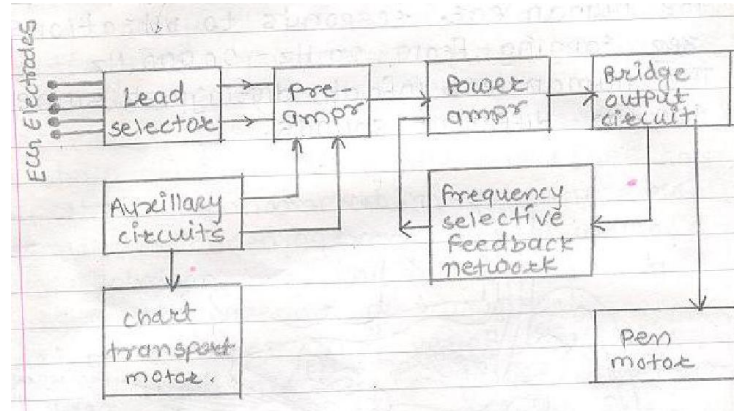 ECG Electrodes
Lead
selector
Pre-
ampr
Power
ampr
Bridge
output
circuit.
Auxillary
circuits
Frequency
selective
feedback
network
chart
transport
motor.
Pen
motor